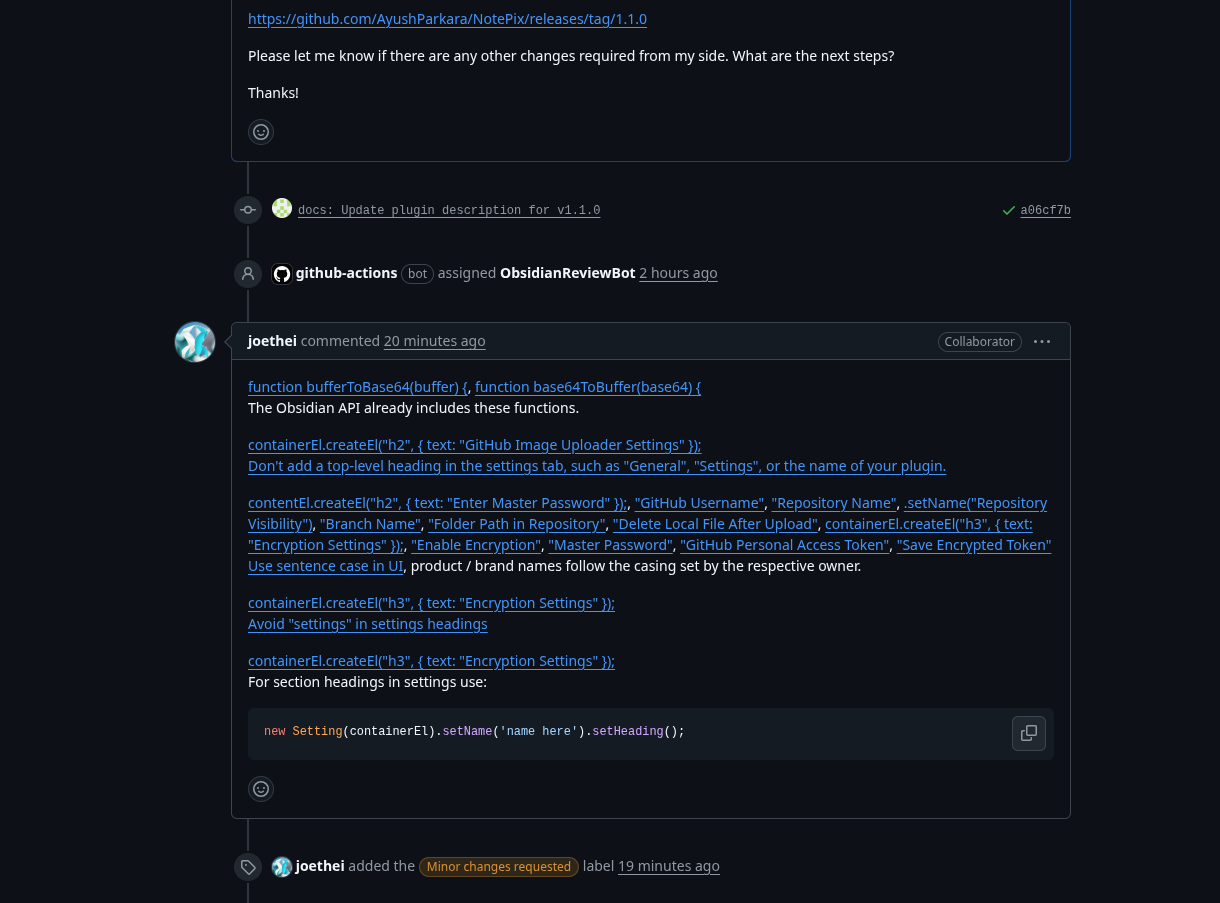 https://github.com/AyushParkara/NotePix/releases/tag/1.1.0
Please let me know if there are any other changes required from my side. What are the next steps?
Thanks!
docs: Update plugin description for v1.1.0
a06cf7b
github-actions bot assigned ObsidianReviewBot 2 hours ago
joethei commented 20 minutes ago
Collaborator
function bufferToBase64(buffer) {, function base64ToBuffer(base64) {
The Obsidian API already includes these functions.
containerEl.createEl("h2", { text: "GitHub Image Uploader Settings" });
Don't add a top-level heading in the settings tab, such as "General", "Settings", or the name of your plugin.
contentEl.createEl("h2", { text: "Enter Master Password" });, "GitHub Username", "Repository Name", .setName("Repository
Visibility"), "Branch Name", "Folder Path in Repository", "Delete Local File After Upload", containerEl.createEl("h3", { text:
"Encryption Settings" });, "Enable Encryption", "Master Password", "GitHub Personal Access Token", "Save Encrypted Token"
Use sentence case in UI, product / brand names follow the casing set by the respective owner.
containerEl.createEl("h3", { text: "Encryption Settings" });
Avoid "settings" in settings headings
containerEl.createEl("h3", { text: "Encryption Settings" });
For section headings in settings use:
new Setting(containerEl).setName('name here').setHeading();
joethei added the Minor changes requested label 19 minutes ago